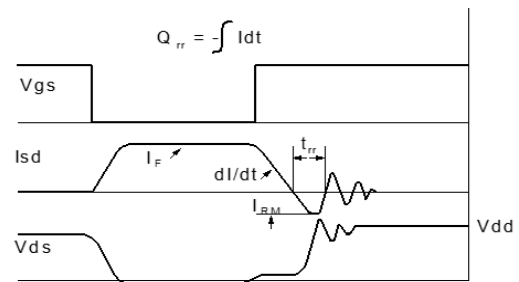 Q rr = -∫ Idt
Vgs
Isd
I F
dI/dt
t rr
I RM
Vds
Vdd